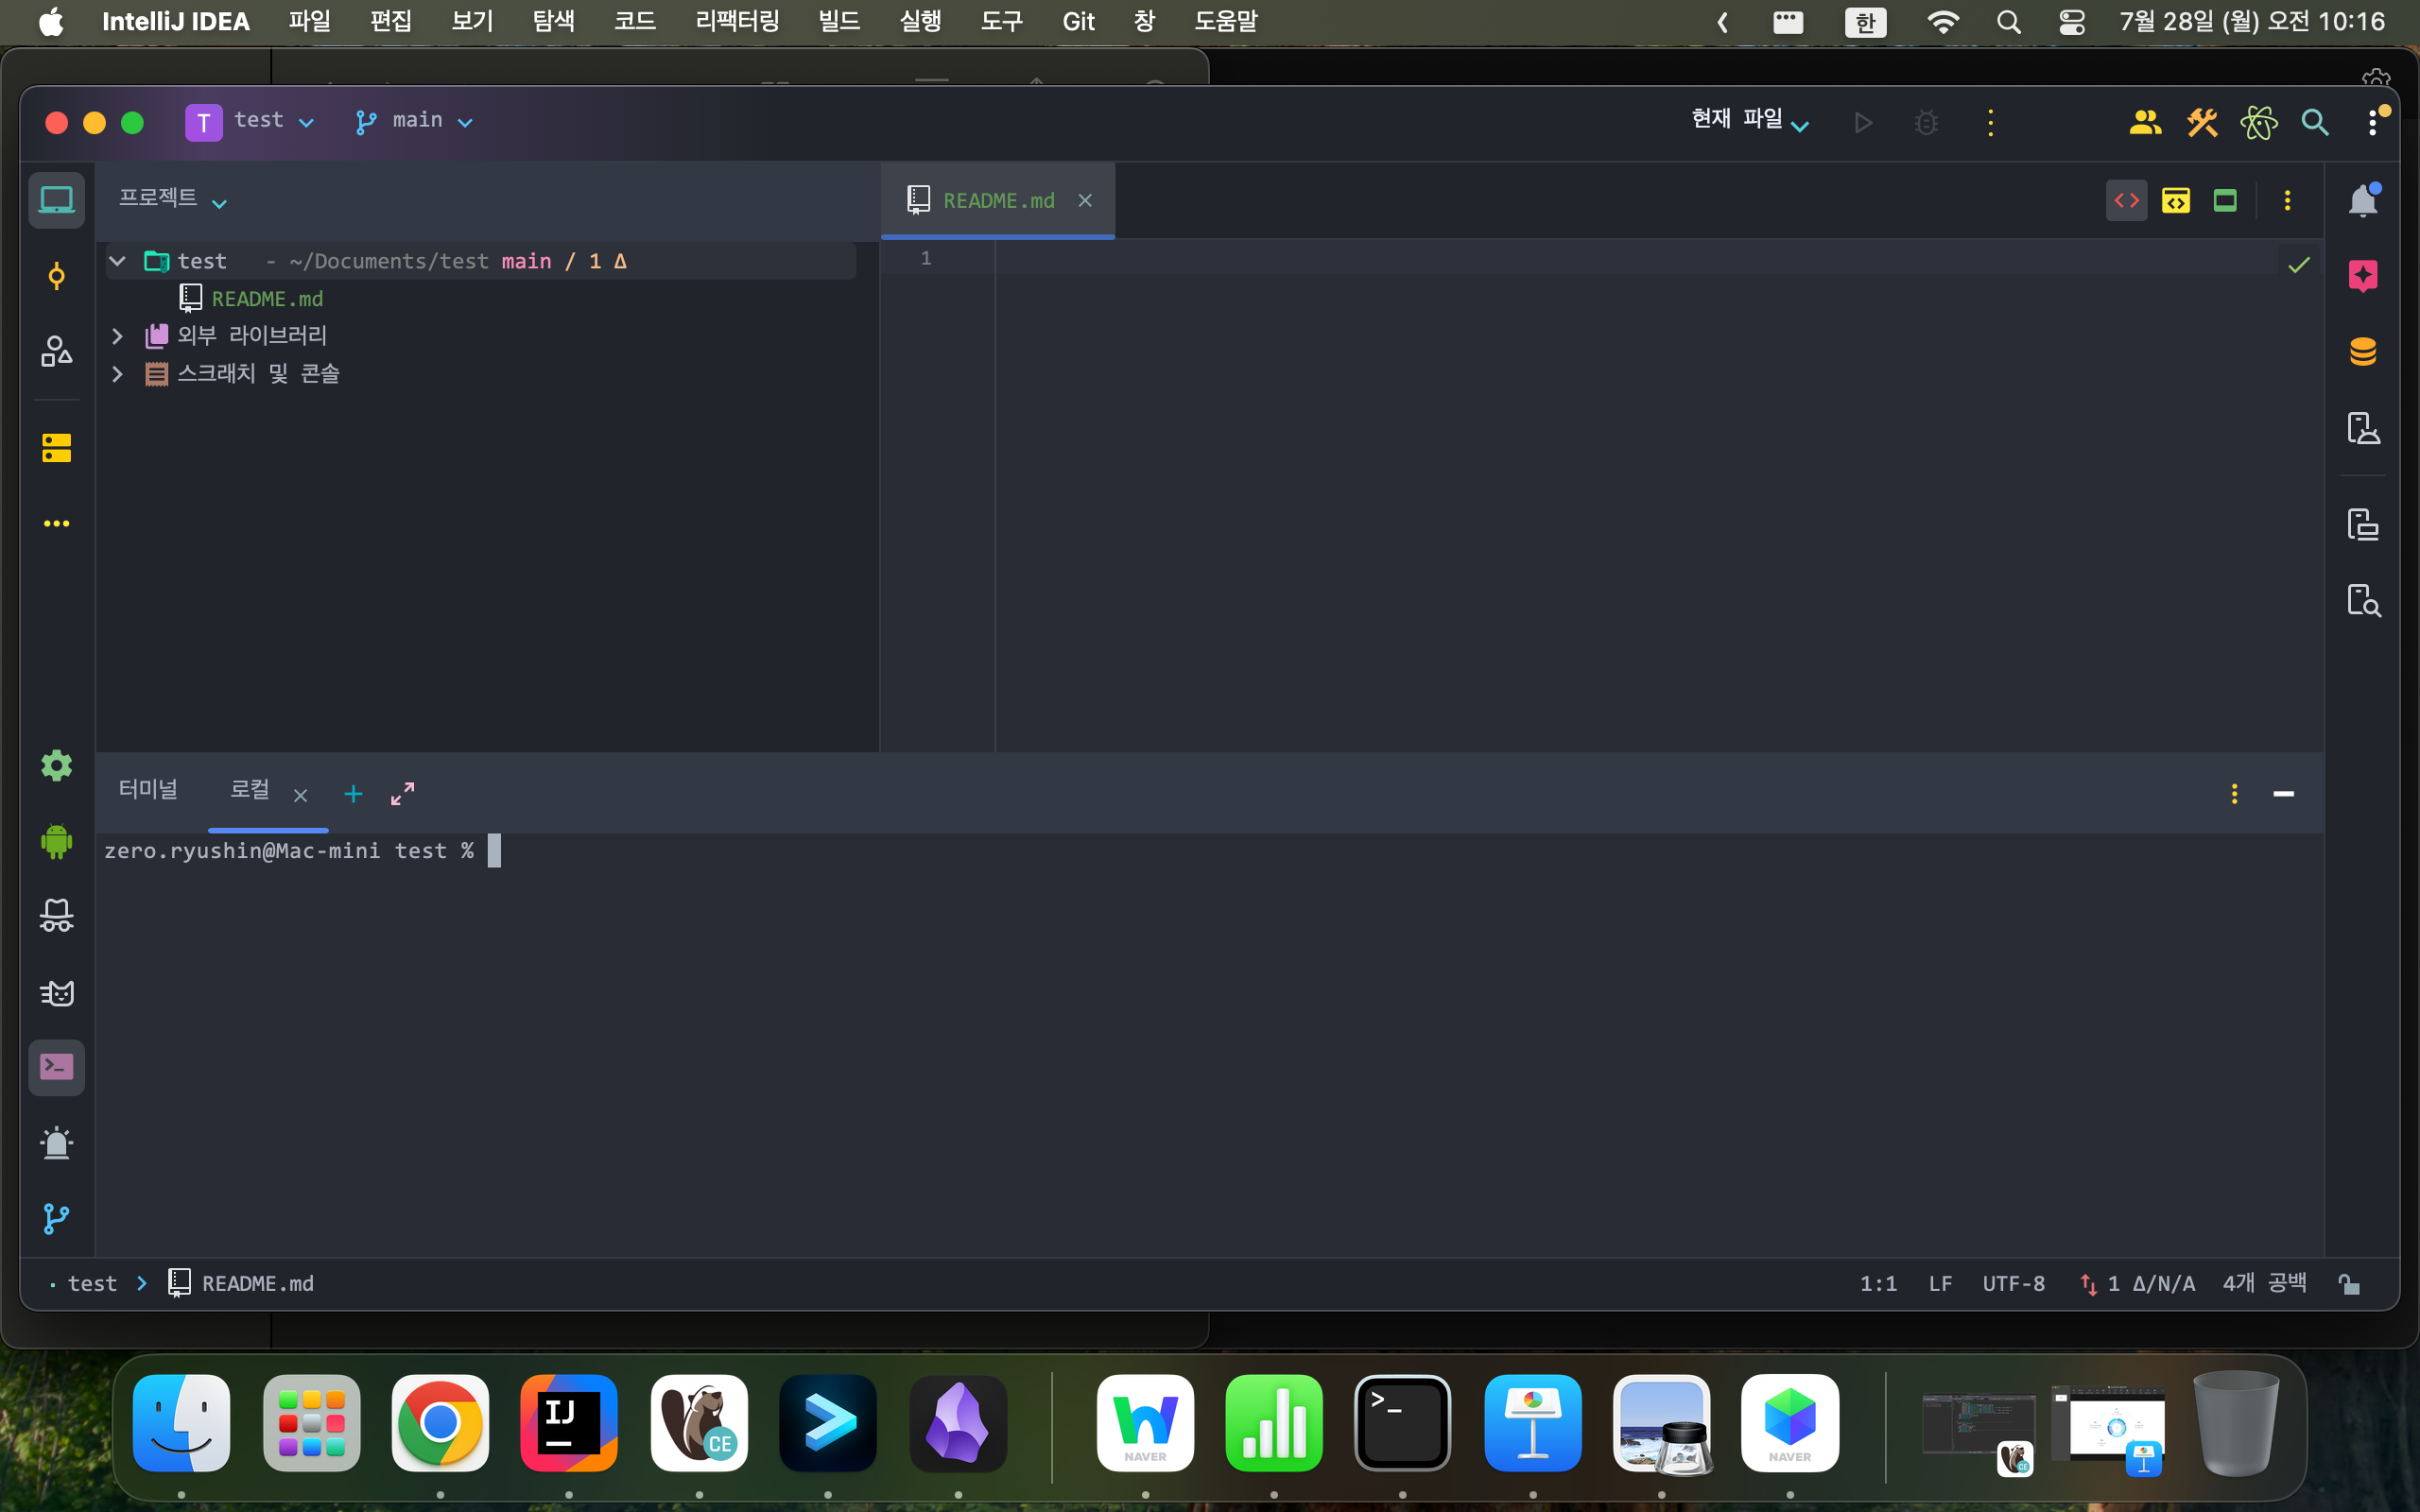 IntelliJ IDEA 파일 편집 보기 탐색 코드 리팩터링 빌드 실행 도구 Git 창 도움말 한 7월 28일 (월) 오전 10:16
T test main 현재 파일
프로젝트 README.md
test - ~/Documents/test main / 1 Δ 1
README.md
외부 라이브러리
스크래치 및 콘솔
터미널 로컬
zero.ryushin@Mac-mini test %
test README.md 1:1 LF UTF-8 1 Δ/N/A 4개 공백
IJ CE NAVER >_ NAVER CE